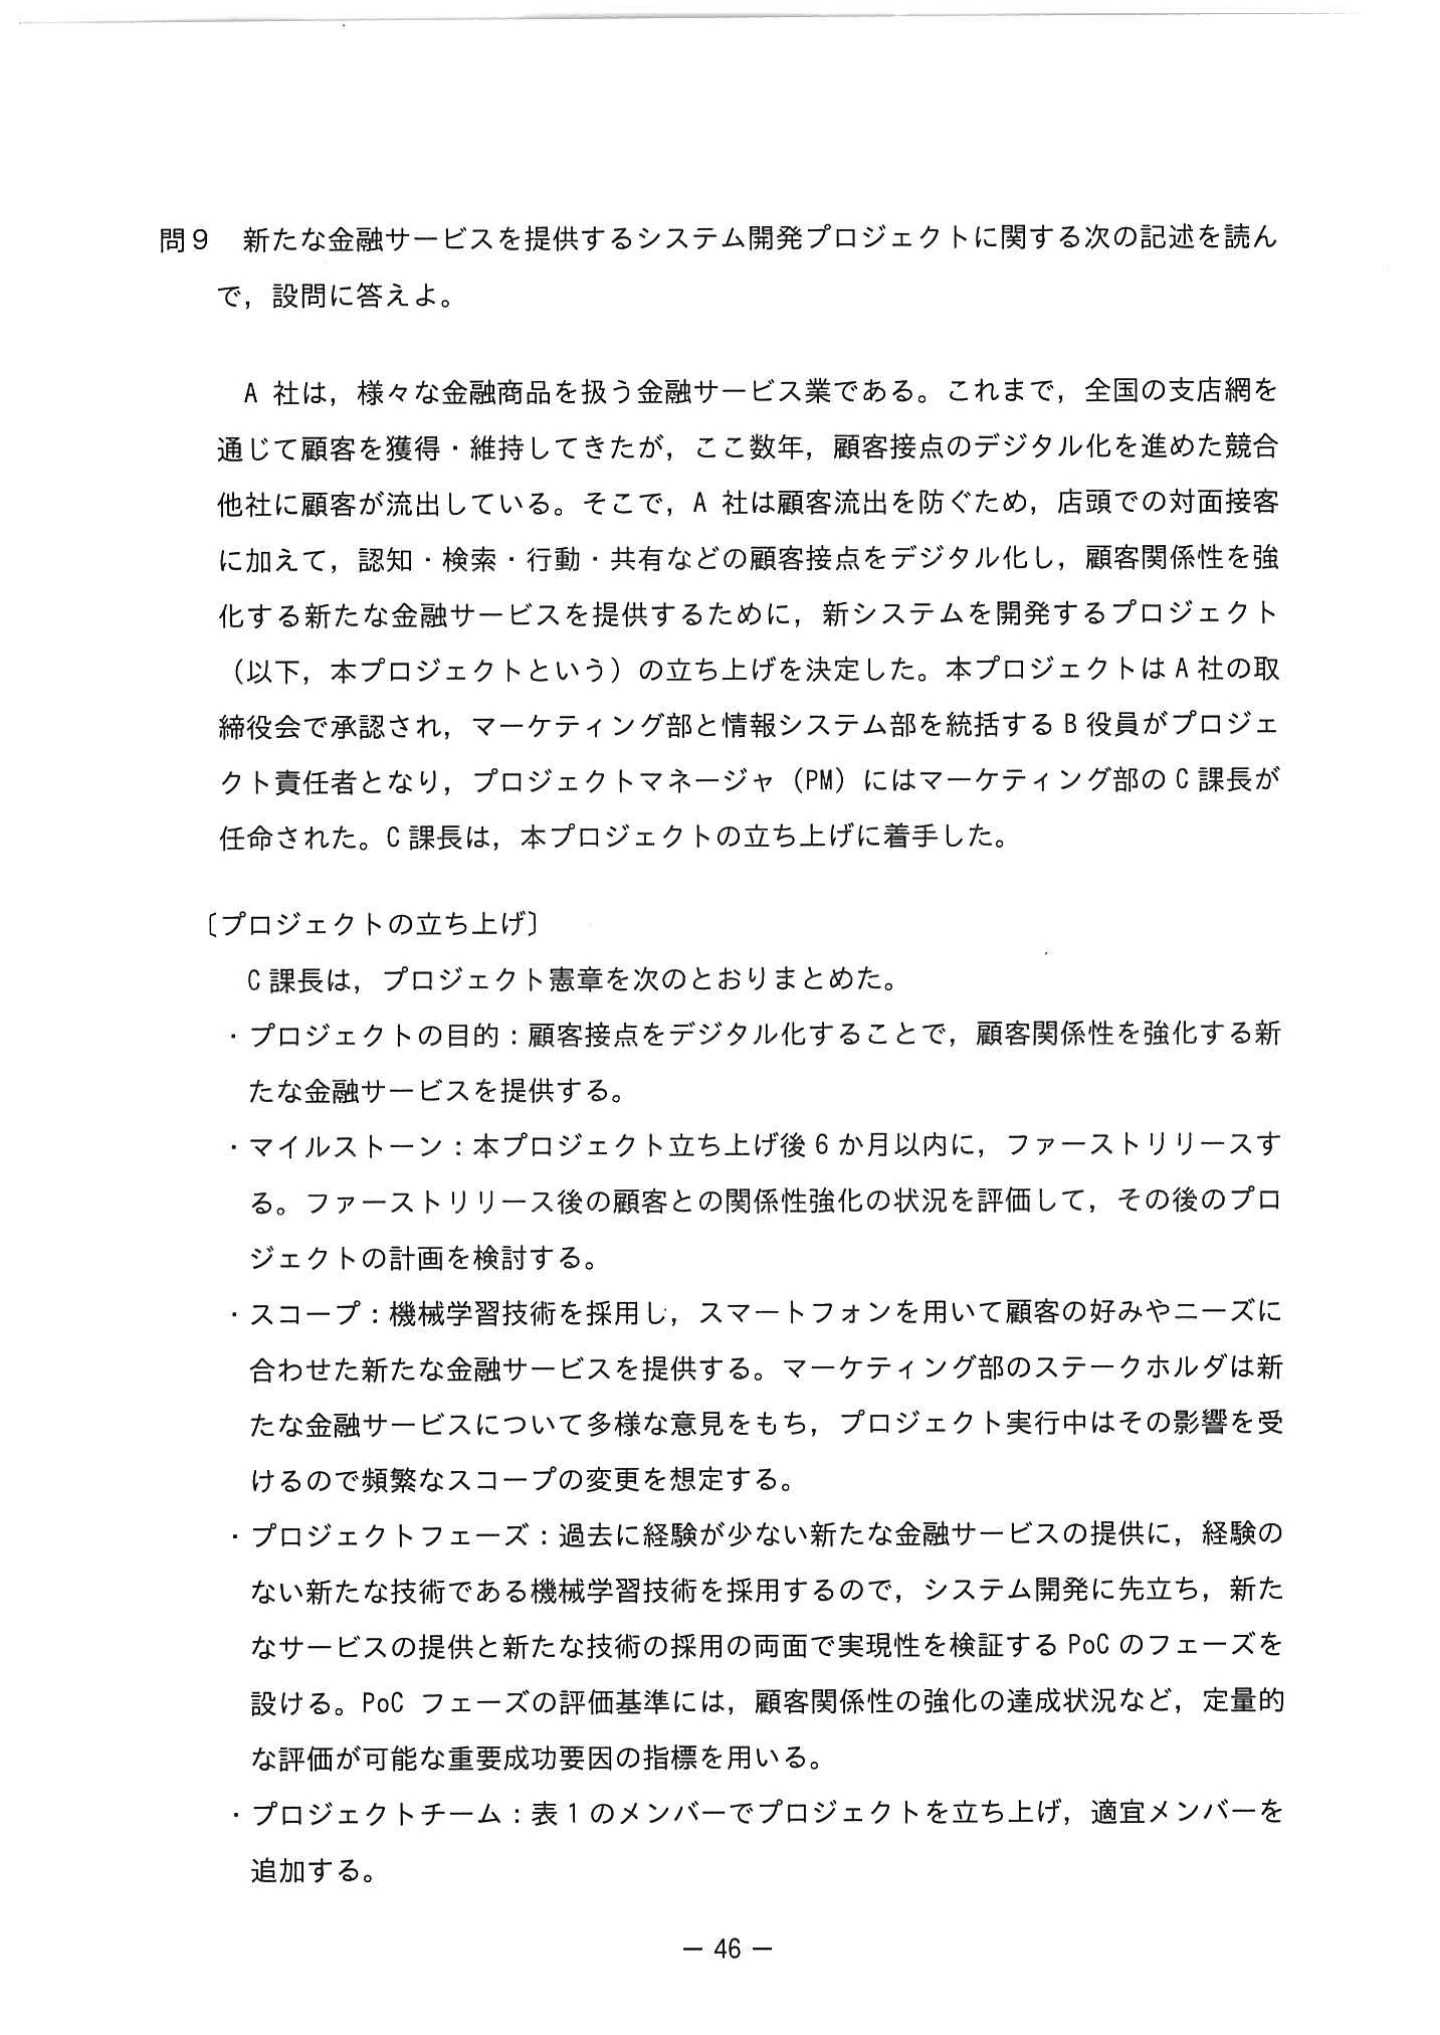 問９　新たな金融サービスを提供するシステム開発プロジェクトに関する次の記述を読ん
で，設問に答えよ。
A 社は，様々な金融商品を扱う金融サービス業である。これまで，全国の支店網を
通じて顧客を獲得・維持してきたが，ここ数年，顧客接点のデジタル化を進めた競合
他社に顧客が流出している。そこで，A 社は顧客流出を防ぐため，店頭での対面接客
に加えて，認知・検索・行動・共有などの顧客接点をデジタル化し，顧客関係性を強
化する新たな金融サービスを提供するために，新システムを開発するプロジェクト
（以下，本プロジェクトという）の立ち上げを決定した。本プロジェクトは A 社の取
締役会で承認され，マーケティング部と情報システム部を統括する B 役員がプロジェ
クト責任者となり，プロジェクトマネージャ（PM）にはマーケティング部の C 課長が
任命された。C 課長は，本プロジェクトの立ち上げに着手した。
〔プロジェクトの立ち上げ〕
C 課長は，プロジェクト憲章を次のとおりまとめた。
・プロジェクトの目的：顧客接点をデジタル化することで，顧客関係性を強化する新
たな金融サービスを提供する。
・マイルストーン：本プロジェクト立ち上げ後 6 か月以内に，ファーストリリースす
る。ファーストリリース後の顧客との関係性強化の状況を評価して，その後のプロ
ジェクトの計画を検討する。
・スコープ：機械学習技術を採用し，スマートフォンを用いて顧客の好みやニーズに
合わせた新たな金融サービスを提供する。マーケティング部のステークホルダは新
たな金融サービスについて多様な意見をもち，プロジェクト実行中はその影響を受
けるので頻繁なスコープの変更を想定する。
・プロジェクトフェーズ：過去に経験が少ない新たな金融サービスの提供に，経験の
ない新たな技術である機械学習技術を採用するので，システム開発に先立ち，新た
なサービスの提供と新たな技術の採用の両面で実現性を検証する PoC のフェーズを
設ける。PoC フェーズの評価基準には，顧客関係性の強化の達成状況など，定量的
な評価が可能な重要成功要因の指標を用いる。
・プロジェクトチーム：表 1 のメンバーでプロジェクトを立ち上げ，適宜メンバーを
追加する。
― 46 ―